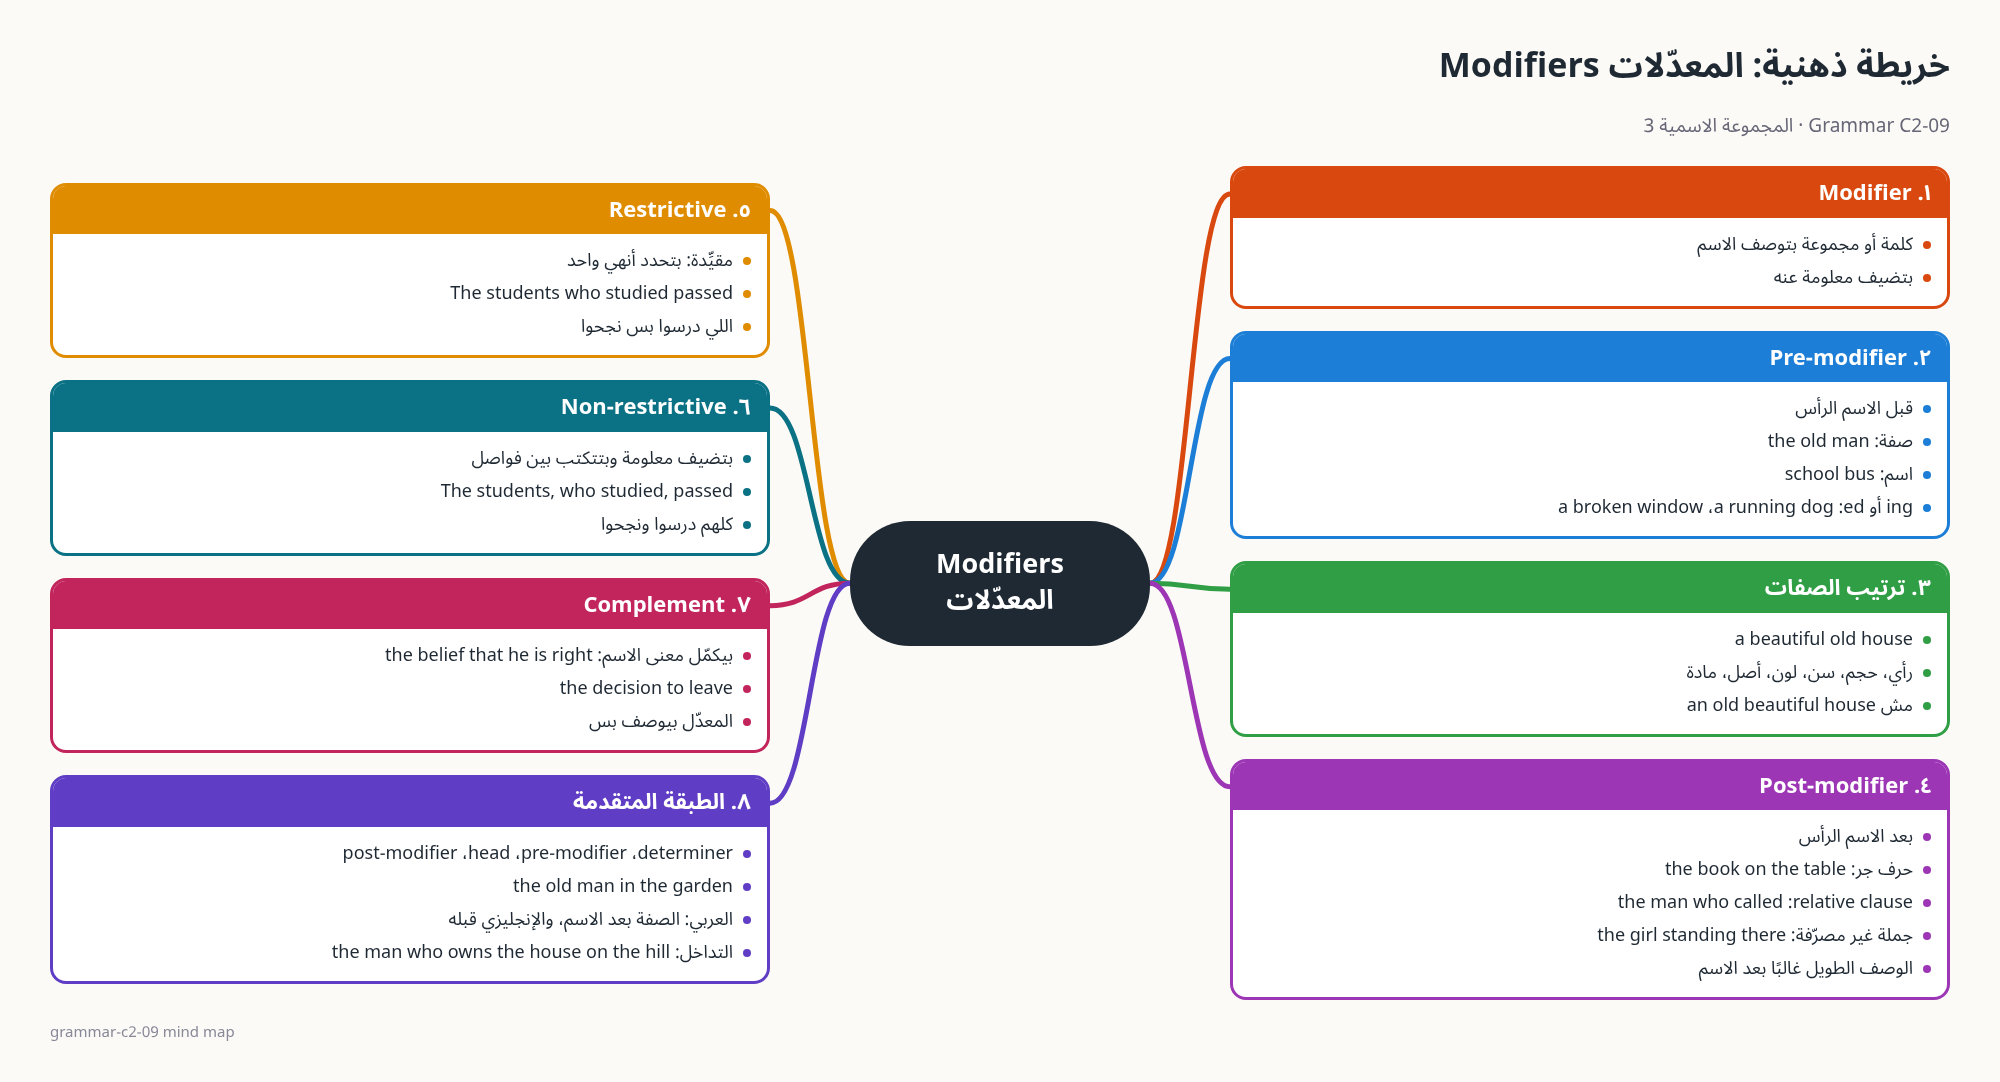 خريطة ذهنية: المعدّلات Modifiers
Grammar C2-09 · المجموعة الاسمية 3
١. Modifier
كلمة أو مجموعة بتوصف الاسم
بتضيف معلومة عنه
٢. Pre-modifier
قبل الاسم الرأس
صفة: the old man
اسم: school bus
ing أو ed: a running dog، a broken window
٣. ترتيب الصفات
a beautiful old house
رأي، حجم، سن، لون، أصل، مادة
مش an old beautiful house
٤. Post-modifier
بعد الاسم الرأس
حرف جر: the book on the table
relative clause: the man who called
جملة غير مصرّفة: the girl standing there
الوصف الطويل غالبًا بعد الاسم
Modifiers
المعدّلات
٥. Restrictive
مقيِّدة: بتحدد أنهي واحد
The students who studied passed
اللي درسوا بس نجحوا
٦. Non-restrictive
بتضيف معلومة وبتتكتب بين فواصل
The students, who studied, passed
كلهم درسوا ونجحوا
٧. Complement
بيكمّل معنى الاسم: the belief that he is right
the decision to leave
المعدّل بيوصف بس
٨. الطبقة المتقدمة
determiner، pre-modifier، head، post-modifier
the old man in the garden
العربي: الصفة بعد الاسم، والإنجليزي قبله
التداخل: the man who owns the house on the hill
grammar-c2-09 mind map